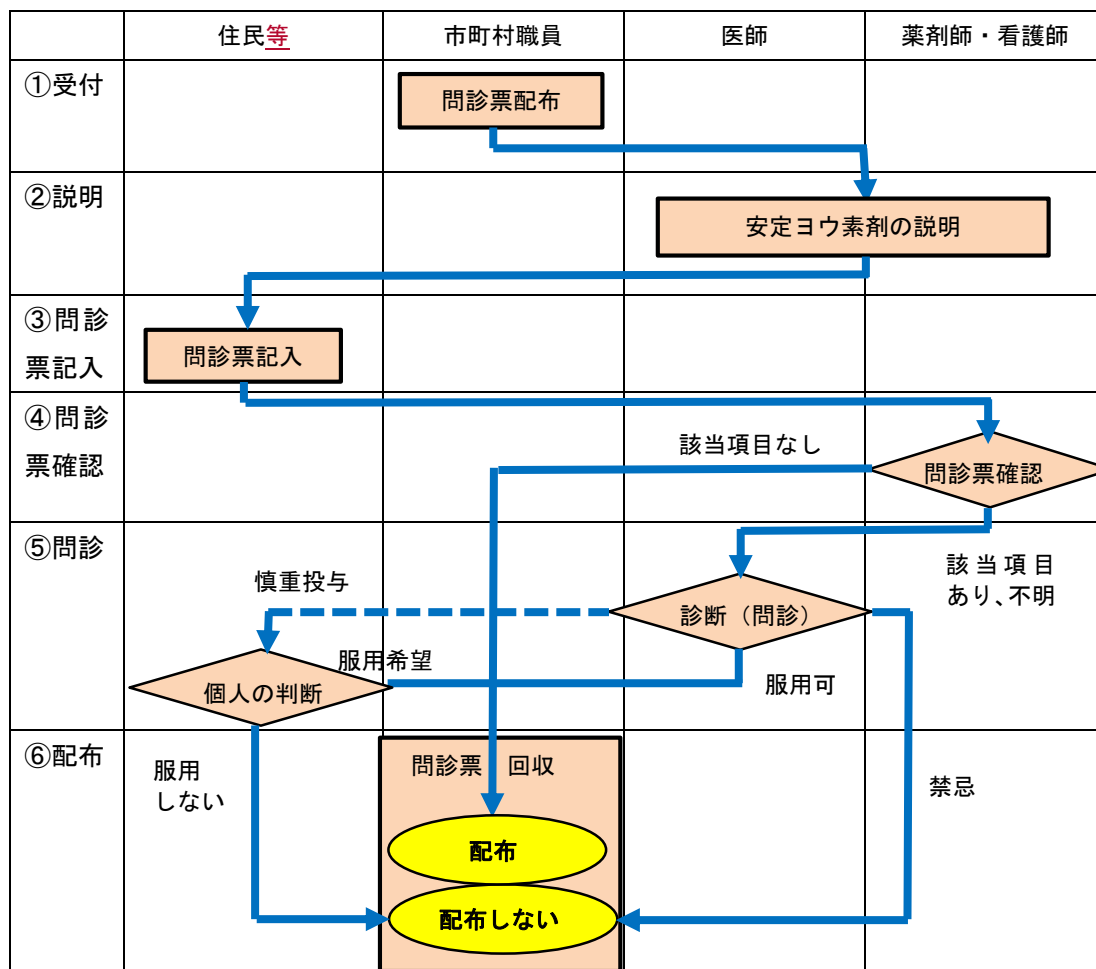 住民等
市町村職員
医師
薬剤師・看護師
①受付
問診票配布
②説明
安定ヨウ素剤の説明
③問診
票記入
問診票記入
④問診
票確認
該当項目なし
問診票確認
⑤問診
慎重投与
診断（問診）
該当項目
あり、不明
服用希望
個人の判断
服用可
⑥配布
服用
しない
問診票 回収
禁忌
配布
配布しない